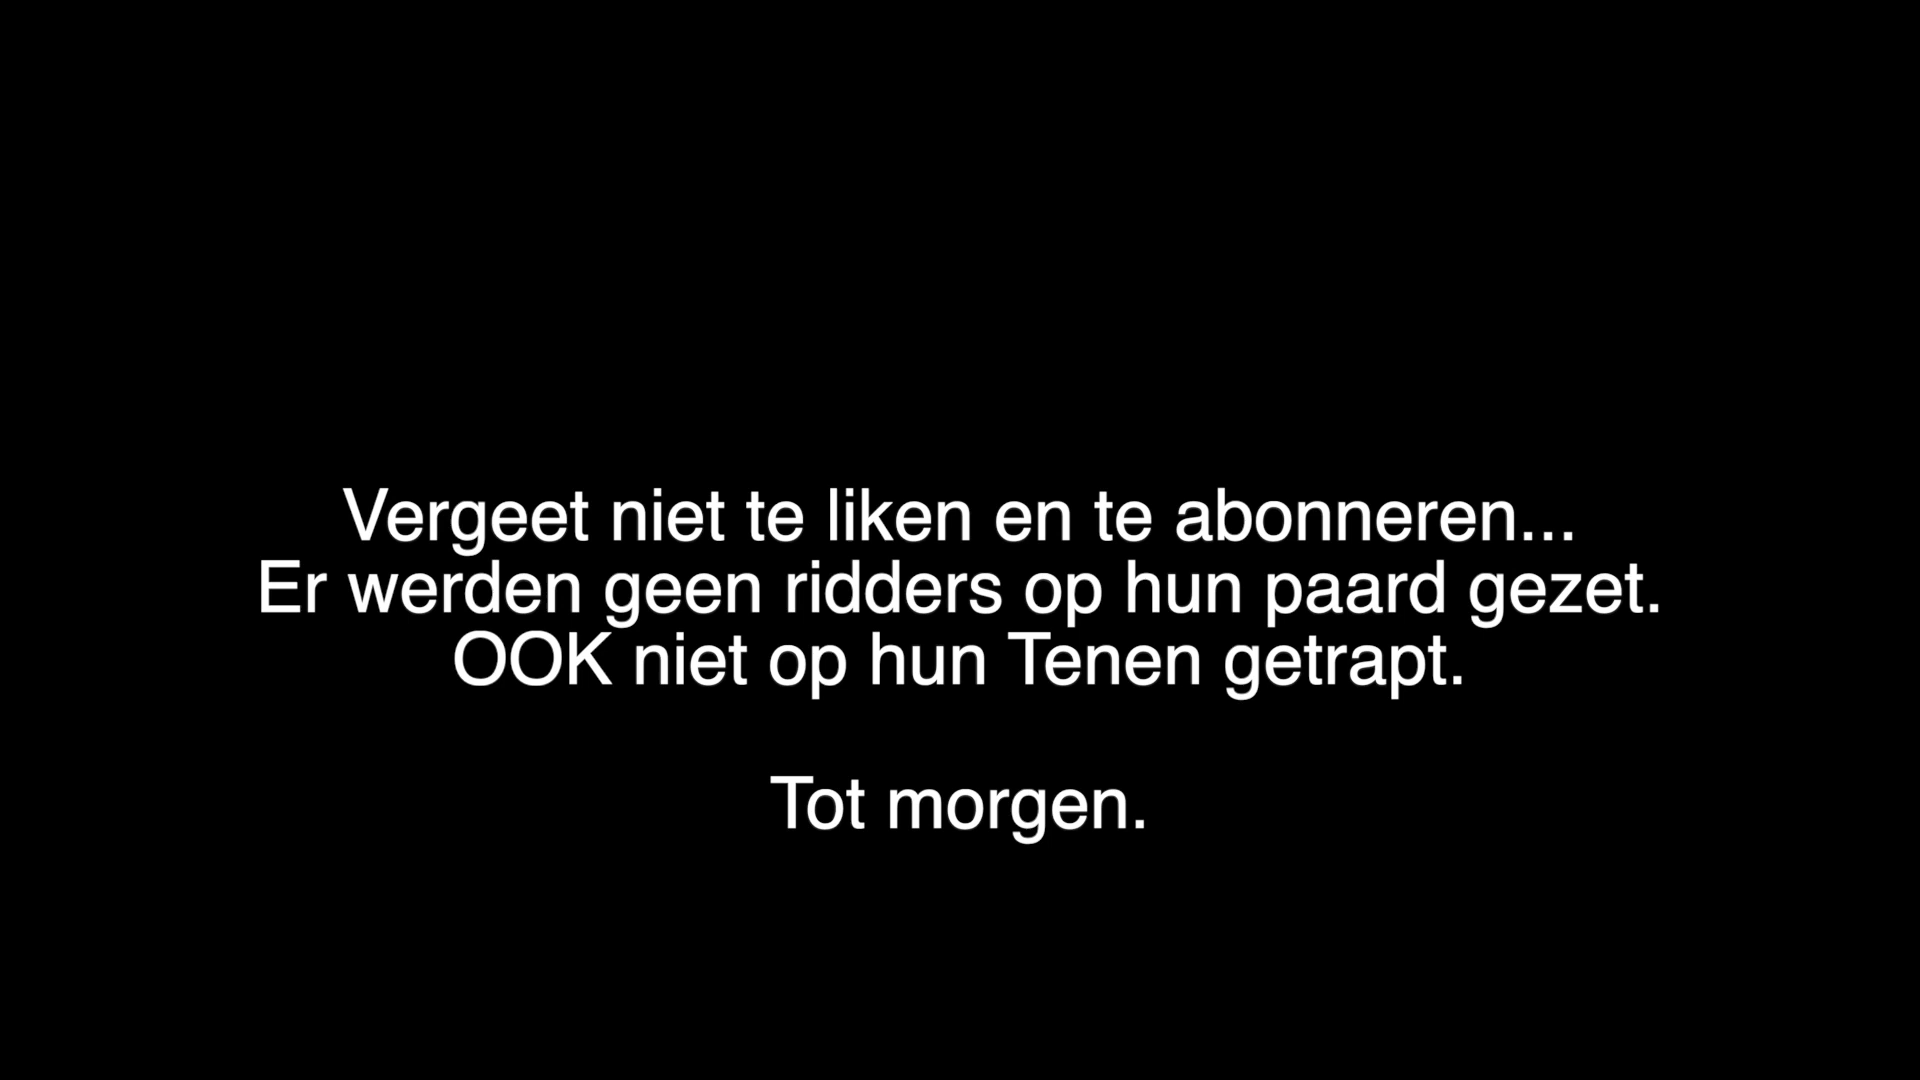 Vergeet niet te liken en te abonneren...
Er werden geen ridders op hun paard gezet.
OOK niet op hun Tenen getrapt.
Tot morgen.